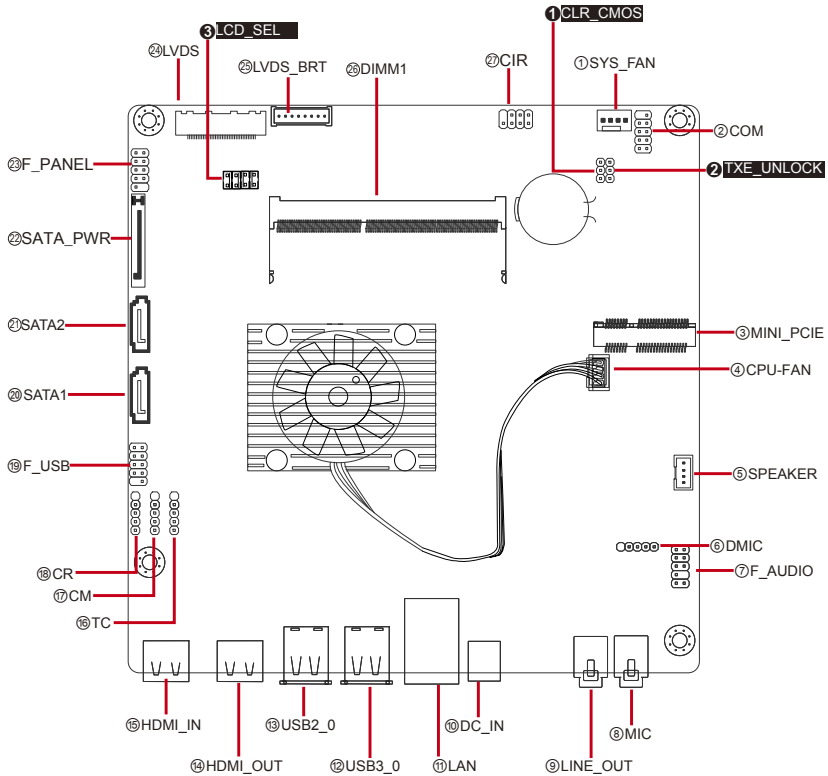 ❶CLR_CMOS
❸LCD_SEL
㉔LVDS
㉕LVDS_BRT
㉖DIMM1
㉗CIR
①SYS_FAN
②COM
㉓F_PANEL
❷TXE_UNLOCK
㉒SATA_PWR
㉑SATA2
③MINI_PCIE
④CPU-FAN
⑳SATA1
⑲F_USB
⑤SPEAKER
⑥DMIC
⑱CR
⑦F_AUDIO
⑰CM
⑯TC
⑮HDMI_IN
⑬USB2_0
⑩DC_IN
⑧MIC
⑭HDMI_OUT
⑫USB3_0
⑪LAN
⑨LINE_OUT